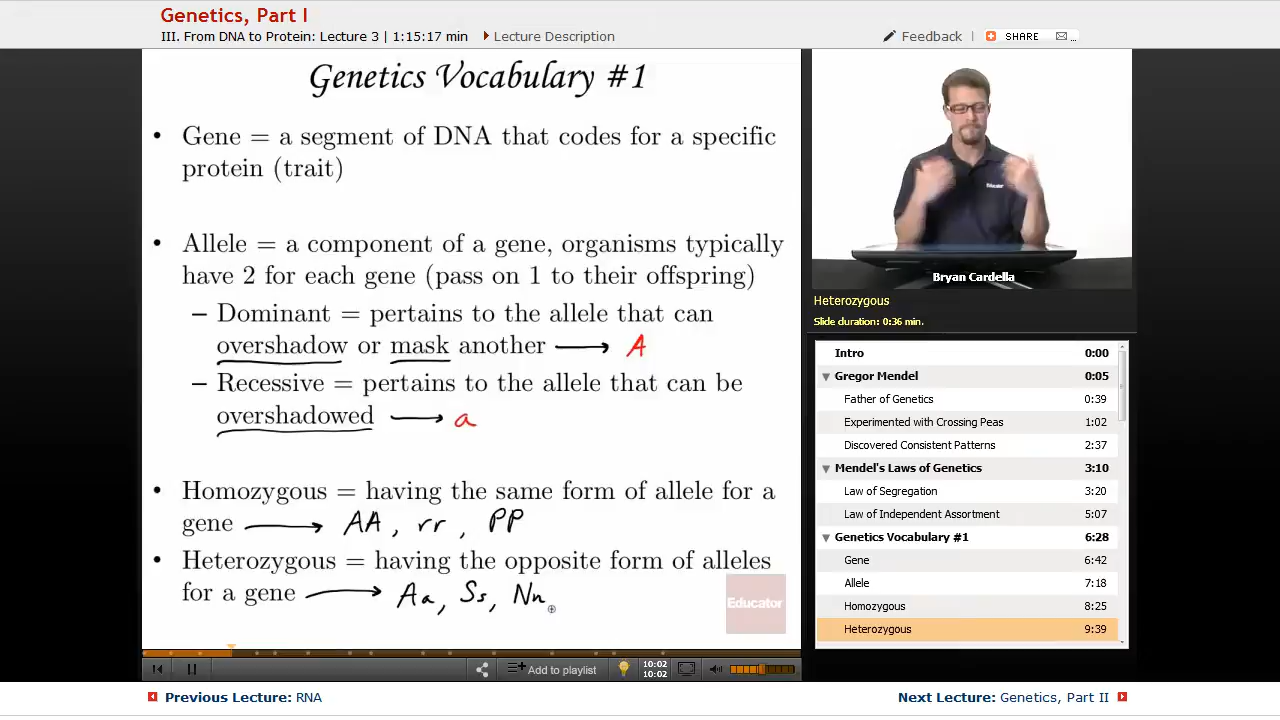 Genetics, Part I
III. From DNA to Protein: Lecture 3 | 1:15:17 min
Lecture Description
Feedback
SHARE
...
Genetics Vocabulary #1
• Gene = a segment of DNA that codes for a specific
protein (trait)
• Allele = a component of a gene, organisms typically
have 2 for each gene (pass on 1 to their offspring)
– Dominant = pertains to the allele that can
overshadow or mask another → A
– Recessive = pertains to the allele that can be
overshadowed → a
• Homozygous = having the same form of allele for a
gene → AA, rr, PP
• Heterozygous = having the opposite form of alleles
for a gene → Aa, Ss, Nn
Educator
Educator
Bryan Cardella
Heterozygous
Slide duration: 0:36 min.
Intro 0:00
Gregor Mendel 0:05
Father of Genetics 0:39
Experimented with Crossing Peas 1:02
Discovered Consistent Patterns 2:37
Mendel's Laws of Genetics 3:10
Law of Segregation 3:20
Law of Independent Assortment 5:07
Genetics Vocabulary #1 6:28
Gene 6:42
Allele 7:18
Homozygous 8:25
Heterozygous 9:39
Add to playlist
10:02
10:02
Previous Lecture: RNA
Next Lecture: Genetics, Part II